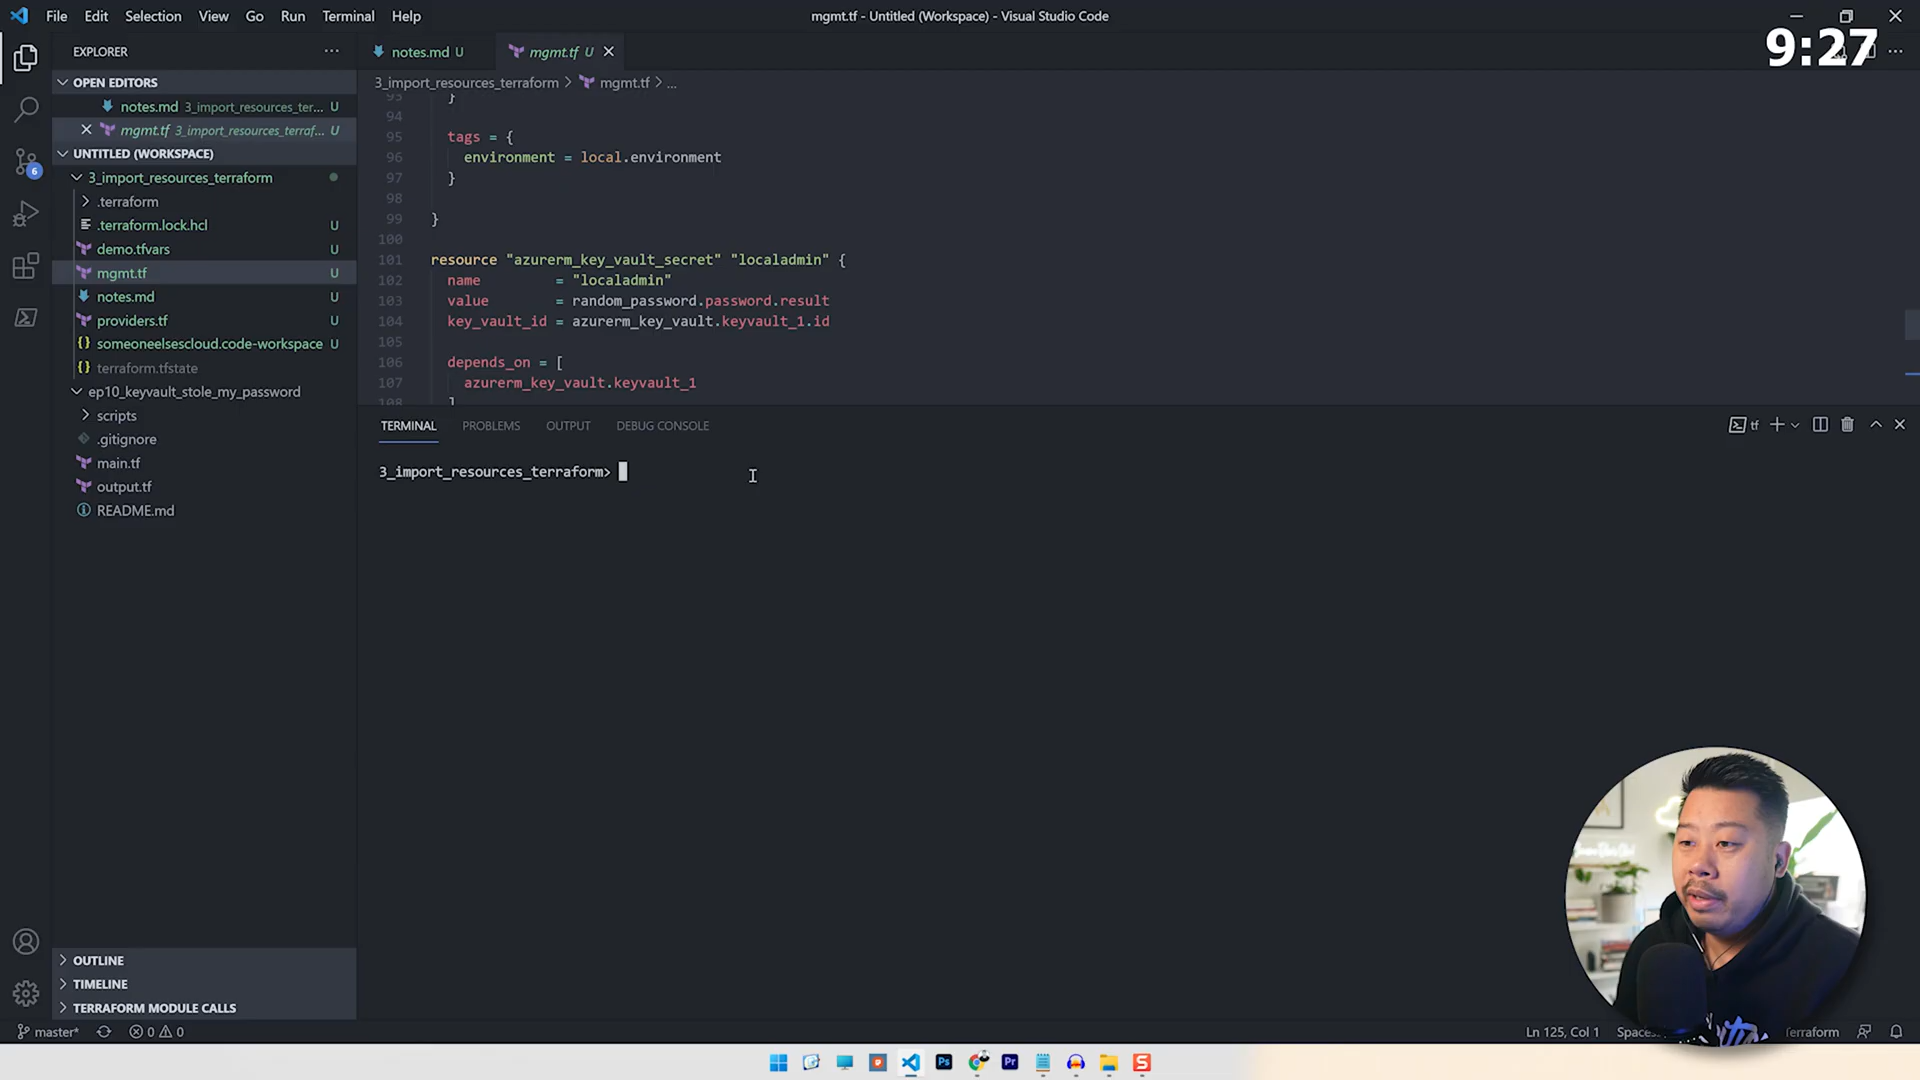 File Edit Selection View Go Run Terminal Help
mgmt.tf - Untitled (Workspace) - Visual Studio Code
9:27
EXPLORER
OPEN EDITORS
notes.md 3_import_resources_ter... U
mgmt.tf 3_import_resources_terraf... U
UNTITLED (WORKSPACE)
3_import_resources_terraform
.terraform
.terraform.lock.hcl U
demo.tfvars U
mgmt.tf U
notes.md U
providers.tf U
someoneelsescloud.code-workspace U
terraform.tfstate
ep10_keyvault_stole_my_password
scripts
.gitignore
main.tf
output.tf
README.md
OUTLINE
TIMELINE
TERRAFORM MODULE CALLS
6
notes.md U
mgmt.tf U
3_import_resources_terraform > mgmt.tf > ...
93 }
94
95 tags = {
96 environment = local.environment
97 }
98
99 }
100
101 resource "azurerm_key_vault_secret" "localadmin" {
102 name = "localadmin"
103 value = random_password.password.result
104 key_vault_id = azurerm_key_vault.keyvault_1.id
105
106 depends_on = [
107 azurerm_key_vault.keyvault_1
108 ]
TERMINAL PROBLEMS OUTPUT DEBUG CONSOLE
tf
3_import_resources_terraform>
master* 0 0
Ln 125, Col 1
Ps
Pr
S